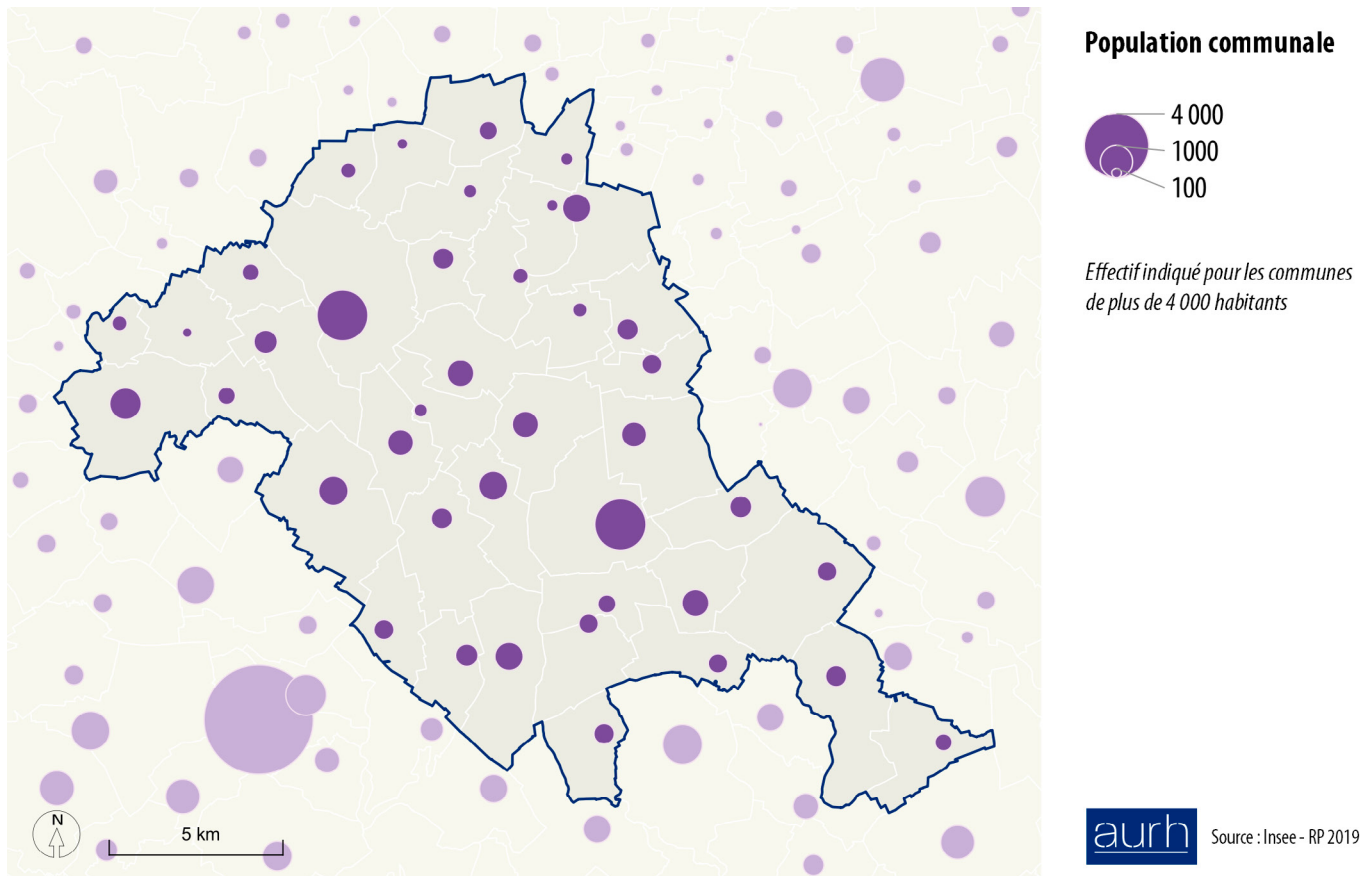 Population communale
4 000
1000
100
Effectif indiqué pour les communes
de plus de 4 000 habitants
N
5 km
aurh
Source : Insee - RP 2019